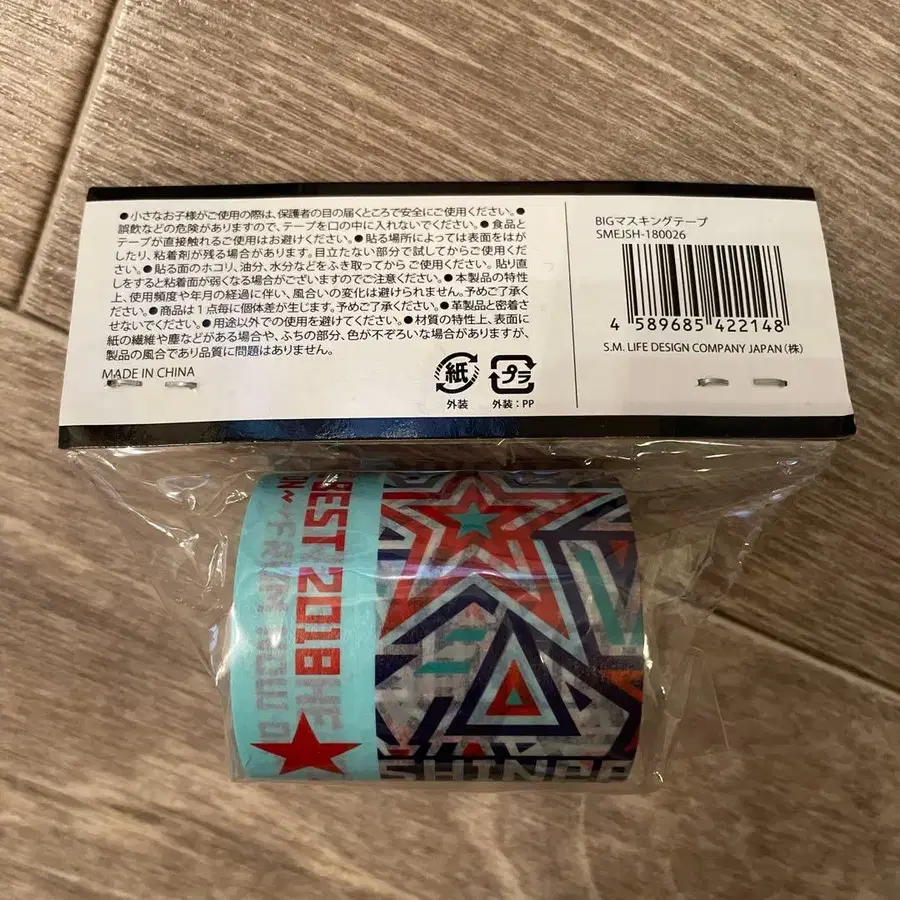 ●小さなお子様がご使用の際は、保護者の目の届くところで安全にご使用ください。●
誤飲などの危険がありますので、テープを口の中に入れないでください。●食品と
テープが直接触れるご使用はお避けください。●貼る場所によっては表面をはが
したり、粘着剤が残る場合があります。目立たない部分で試してからご使用くださ
い。●貼る面のホコリ、油分、水分などをふき取ってから ご使用ください。貼り直
しをすると粘着面が弱くなる場合がございますのでご注意ください。●本製品の特性
上、使用頻度や年月の経過に伴い、風合いの変化は避けられません。予めご了承く
ださい。●商品は1点毎に個体差が生じます。予めご了承ください。●革製品と密着さ
せないでください。●用途以外での使用を避けてください。●材質の特性上、表面に
紙の繊維や塵などがある場合や、ふちの部分、色が不ぞろいな場合がありますが、
製品の風合であり品質に問題はありません。
MADE IN CHINA
紙
外装
プラ
外装:PP
BIGマスキングテープ
SMEJSH-180026
4 589685 422148
S.M. LIFE DESIGN COMPANY JAPAN(株)
BEST 2018
FR
NOW
SHINPA